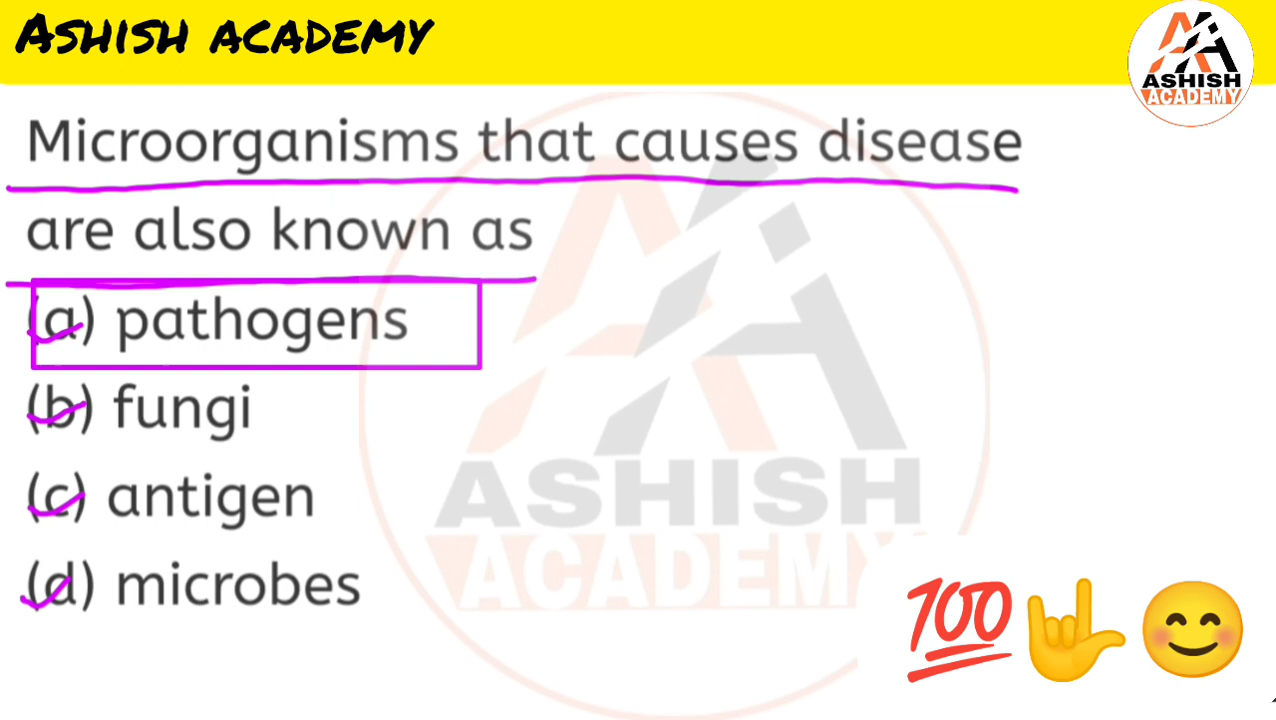 ASHISH ACADEMY
ASHISH
ACADEMY
Microorganisms that causes disease
are also known as
(a) pathogens
(b) fungi
(c) antigen
(d) microbes
ASHISH
ACADEMY
💯🤟😊